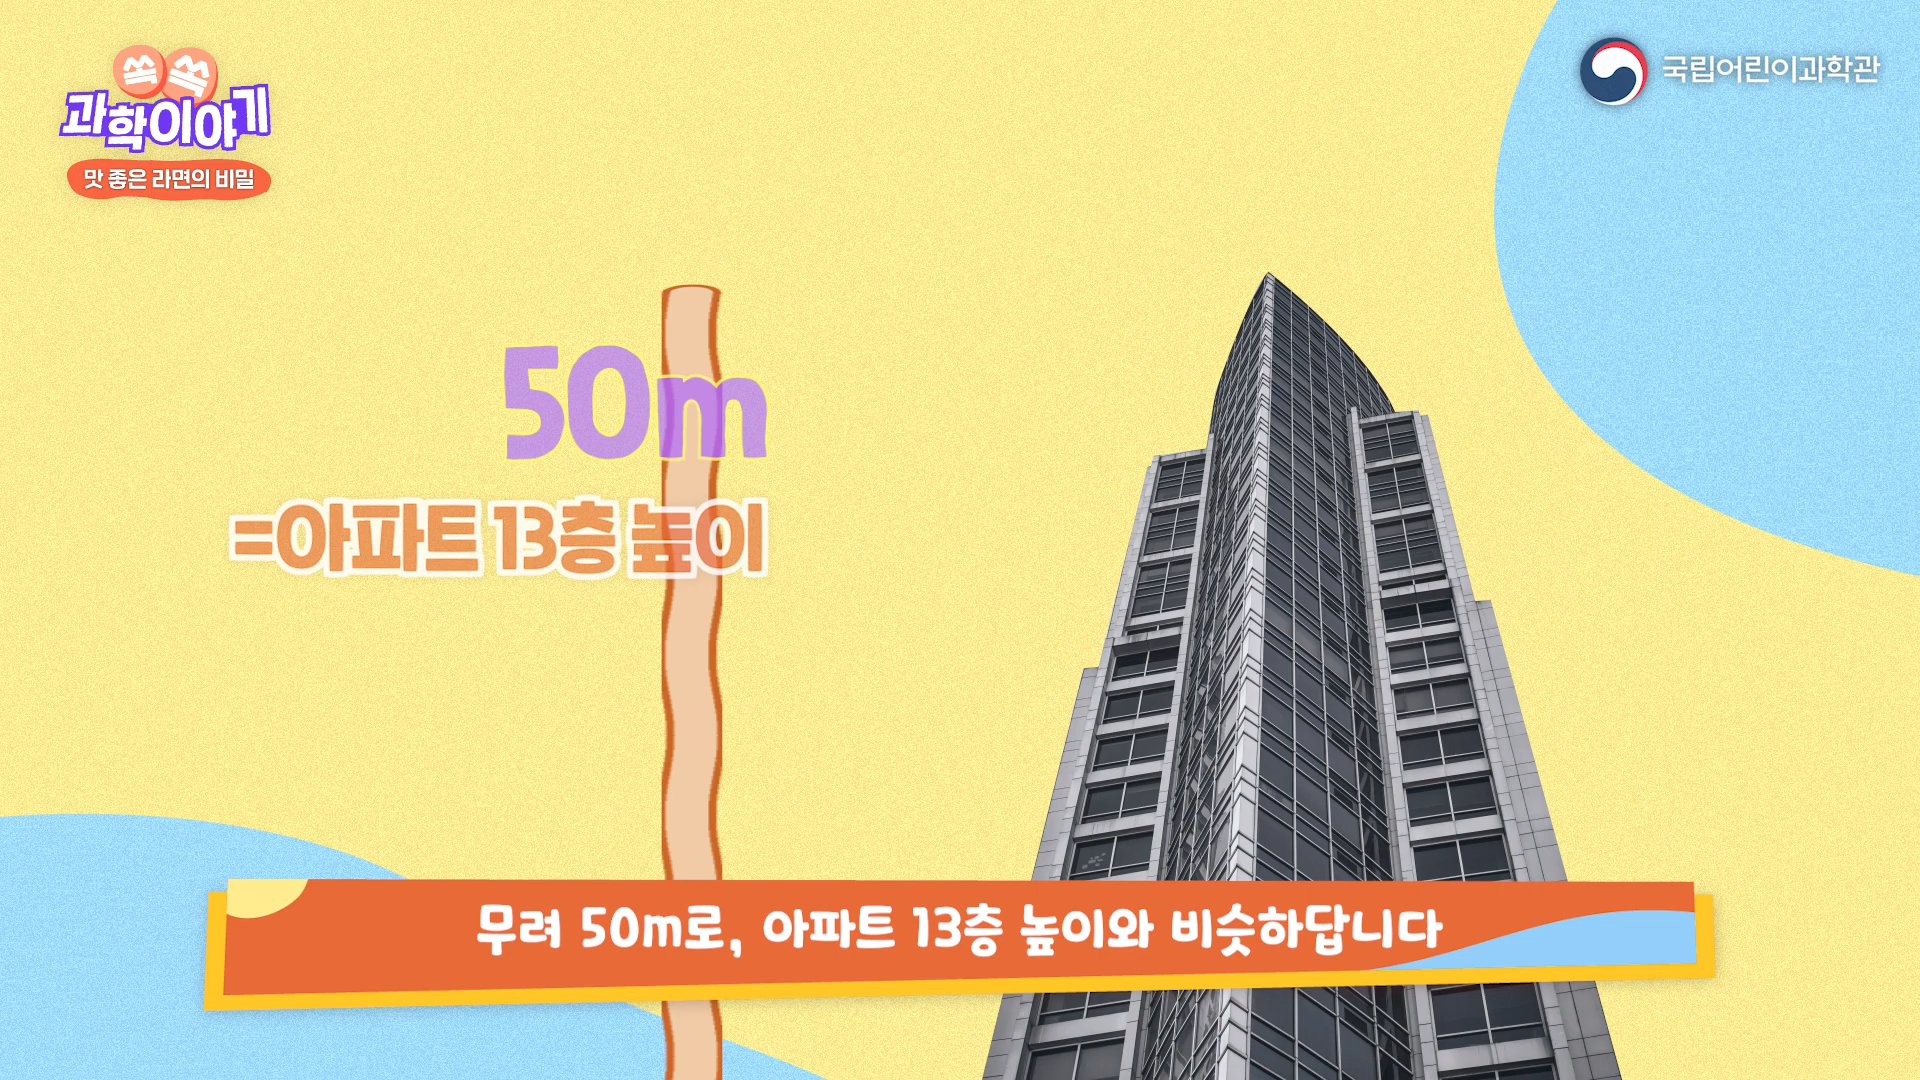 쏙쏙
과학이야기
맛 좋은 라면의 비밀
국립어린이과학관
50m
=아파트 13층 높이
무려 50m로, 아파트 13층 높이와 비슷하답니다